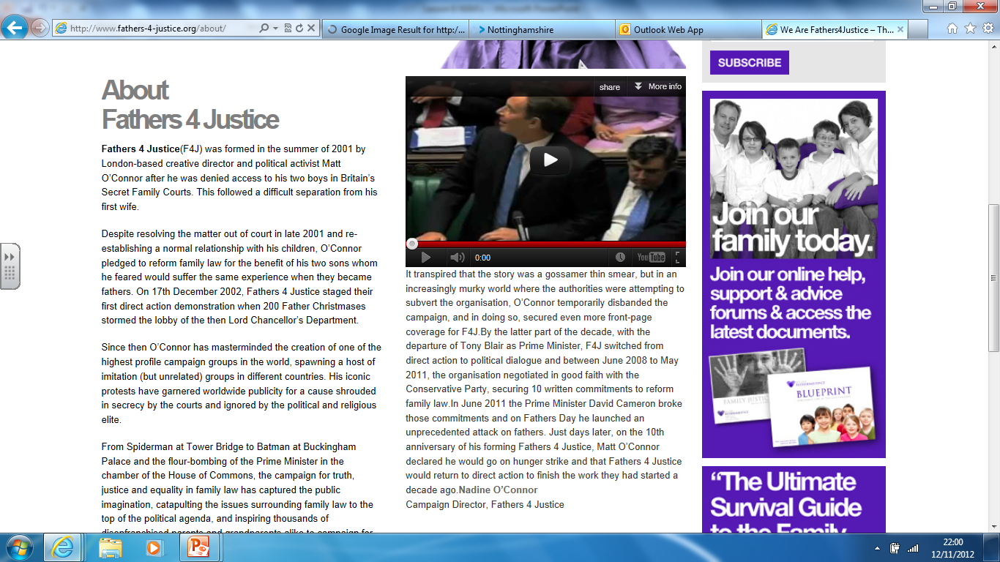 http://www.fathers-4-justice.org/about/
Google Image Result for http:/...
Nottinghamshire
Outlook Web App
We Are Fathers4Justice – Th...
About
Fathers 4 Justice
Fathers 4 Justice(F4J) was formed in the summer of 2001 by
London-based creative director and political activist Matt
O'Connor after he was denied access to his two boys in Britain's
Secret Family Courts. This followed a difficult separation from his
first wife.
Despite resolving the matter out of court in late 2001 and re-
establishing a normal relationship with his children, O'Connor
pledged to reform family law for the benefit of his two sons whom
he feared would suffer the same experience when they became
fathers. On 17th December 2002, Fathers 4 Justice staged their
first direct action demonstration when 200 Father Christmases
stormed the lobby of the then Lord Chancellor's Department.
Since then O'Connor has masterminded the creation of one of the
highest profile campaign groups in the world, spawning a host of
imitation (but unrelated) groups in different countries. His iconic
protests have garnered worldwide publicity for a cause shrouded
in secrecy by the courts and ignored by the political and religious
elite.
From Spiderman at Tower Bridge to Batman at Buckingham
Palace and the flour-bombing of the Prime Minister in the
chamber of the House of Commons, the campaign for truth,
justice and equality in family law has captured the public
imagination, catapulting the issues surrounding family law to the
top of the political agenda, and inspiring thousands of
disenfranchised parents and grandparents alike to campaign for
share
More info
0:00
YouTube
It transpired that the story was a gossamer thin smear, but in an
increasingly murky world where the authorities were attempting to
subvert the organisation, O'Connor temporarily disbanded the
campaign, and in doing so, secured even more front-page
coverage for F4J.By the latter part of the decade, with the
departure of Tony Blair as Prime Minister, F4J switched from
direct action to political dialogue and between June 2008 to May
2011, the organisation negotiated in good faith with the
Conservative Party, securing 10 written commitments to reform
family law.In June 2011 the Prime Minister David Cameron broke
those commitments and on Fathers Day he launched an
unprecedented attack on fathers. Just days later, on the 10th
anniversary of his forming Fathers 4 Justice, Matt O'Connor
declared he would go on hunger strike and that Fathers 4 Justice
would return to direct action to finish the work they had started a
decade ago.Nadine O'Connor
Campaign Director, Fathers 4 Justice
SUBSCRIBE
Join our
family today.
Join our online help,
support & advice
forums & access the
latest documents.
FAMILY JUSTICE
BLUEPRINT
"The Ultimate
Survival Guide
to the Family
22:00
12/11/2012